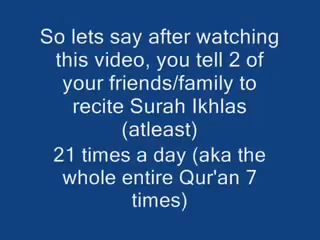 So lets say after watching
this video, you tell 2 of
your friends/family to
recite Surah Ikhlas
(atleast)
21 times a day (aka the
whole entire Qur'an 7
times)